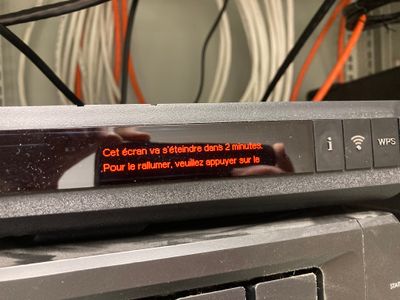 Cet écran va s'éteindre dans 2 minutes.
Pour le rallumer, veuillez appuyer sur le
i
WPS